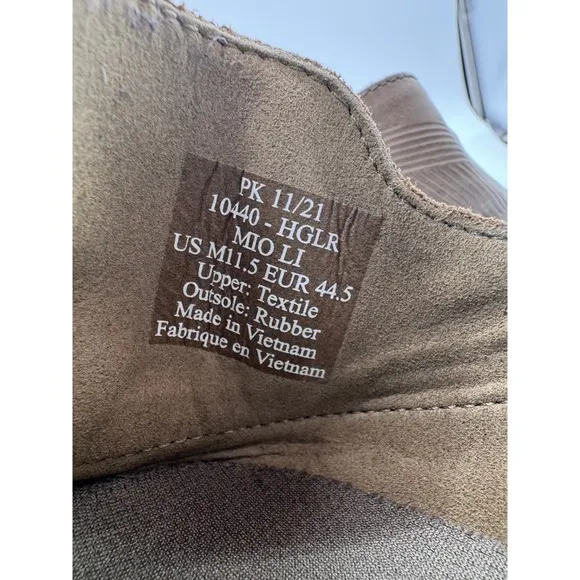 PK 11/21
10440 - HGLR
MIO LI
US M11.5 EUR 44.5
Upper: Textile
Outsole: Rubber
Made in Vietnam
Fabrique en Vietnam